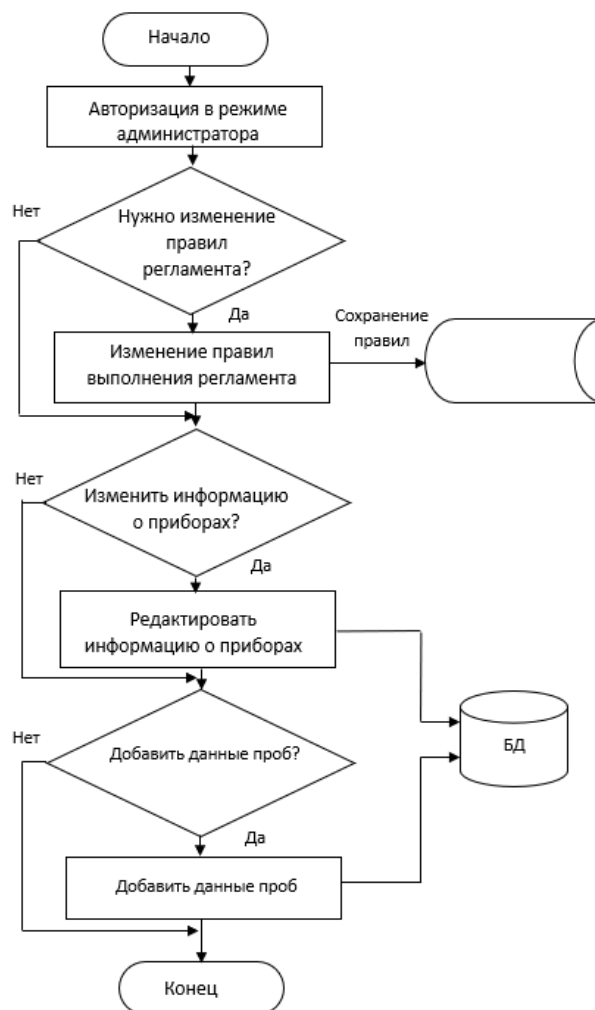 Начало
Авторизация в режиме
администратора
Нет
Нужно изменение
правил
регламента?
Да
Сохранение
правил
Изменение правил
выполнения регламента
Нет
Изменить информацию
о приборах?
Да
Редактировать
информацию о приборах
Нет
Добавить данные проб?
БД
Да
Добавить данные проб
Конец